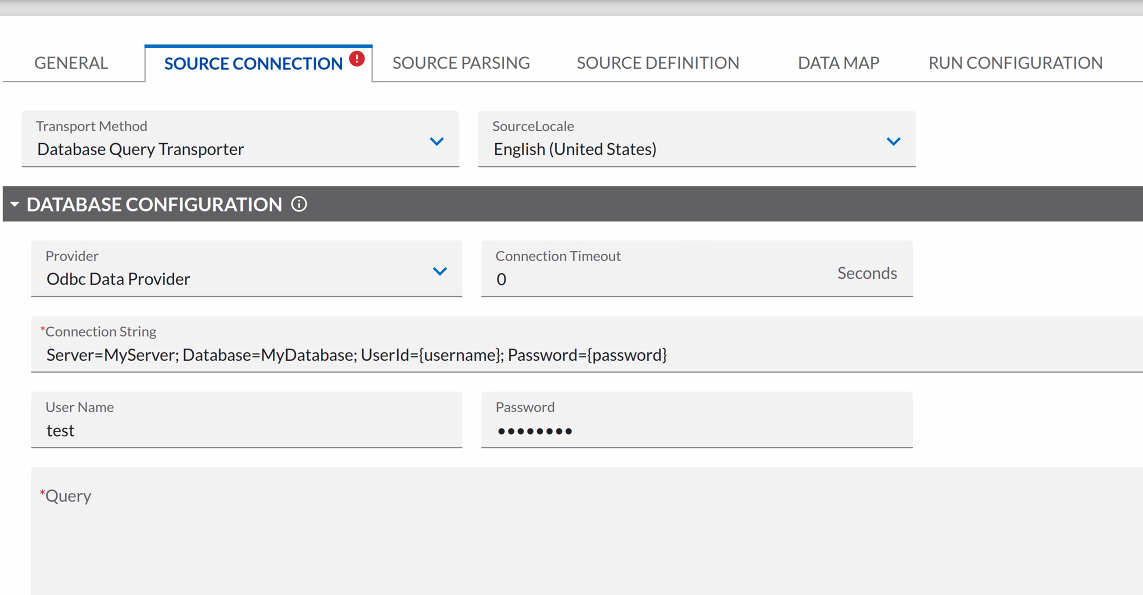 GENERAL
SOURCE CONNECTION !
SOURCE PARSING
SOURCE DEFINITION
DATA MAP
RUN CONFIGURATION
Transport Method
Database Query Transporter
SourceLocale
English (United States)
DATABASE CONFIGURATION
Provider
Odbc Data Provider
Connection Timeout
0
Seconds
*Connection String
Server=MyServer; Database=MyDatabase; UserId={username}; Password={password}
User Name
test
Password
••••••••
*Query